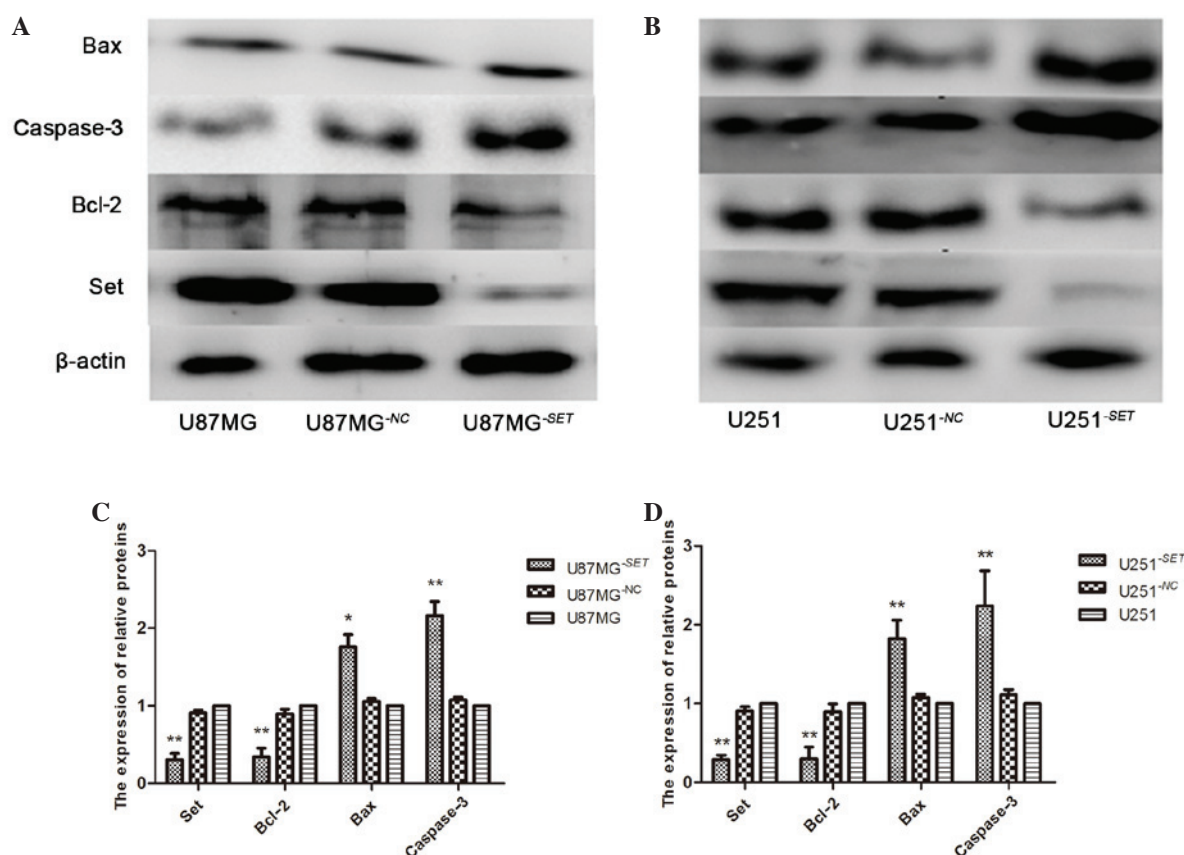 A
B
Bax
Caspase-3
Bcl-2
Set
β-actin
U87MG U87MG-NC U87MG-SET
U251 U251-NC U251-SET
C
The expression of relative proteins
3
2
1
0
** ** * **
Set Bcl-2 Bax Caspase-3
U87MG-SET
U87MG-NC
U87MG
D
The expression of relative proteins
3
2
1
0
** ** ** **
Set Bcl-2 Bax Caspase-3
U251-SET
U251-NC
U251